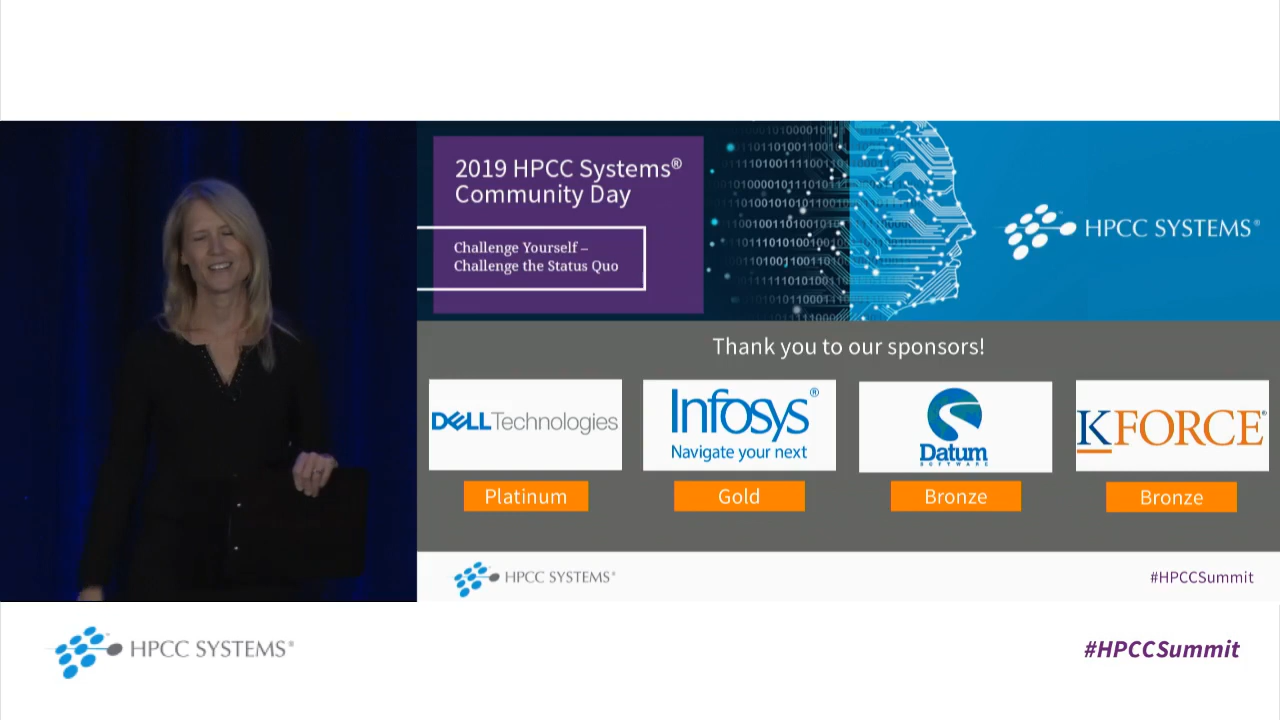 2019 HPCC Systems®
Community Day
Challenge Yourself –
Challenge the Status Quo
HPCC SYSTEMS®
Thank you to our sponsors!
DELL Technologies
Infosys®
Navigate your next
Datum
SOFTWARE
KFORCE®
Platinum
Gold
Bronze
Bronze
HPCC SYSTEMS®
#HPCCSummit
HPCC SYSTEMS®
#HPCCSummit